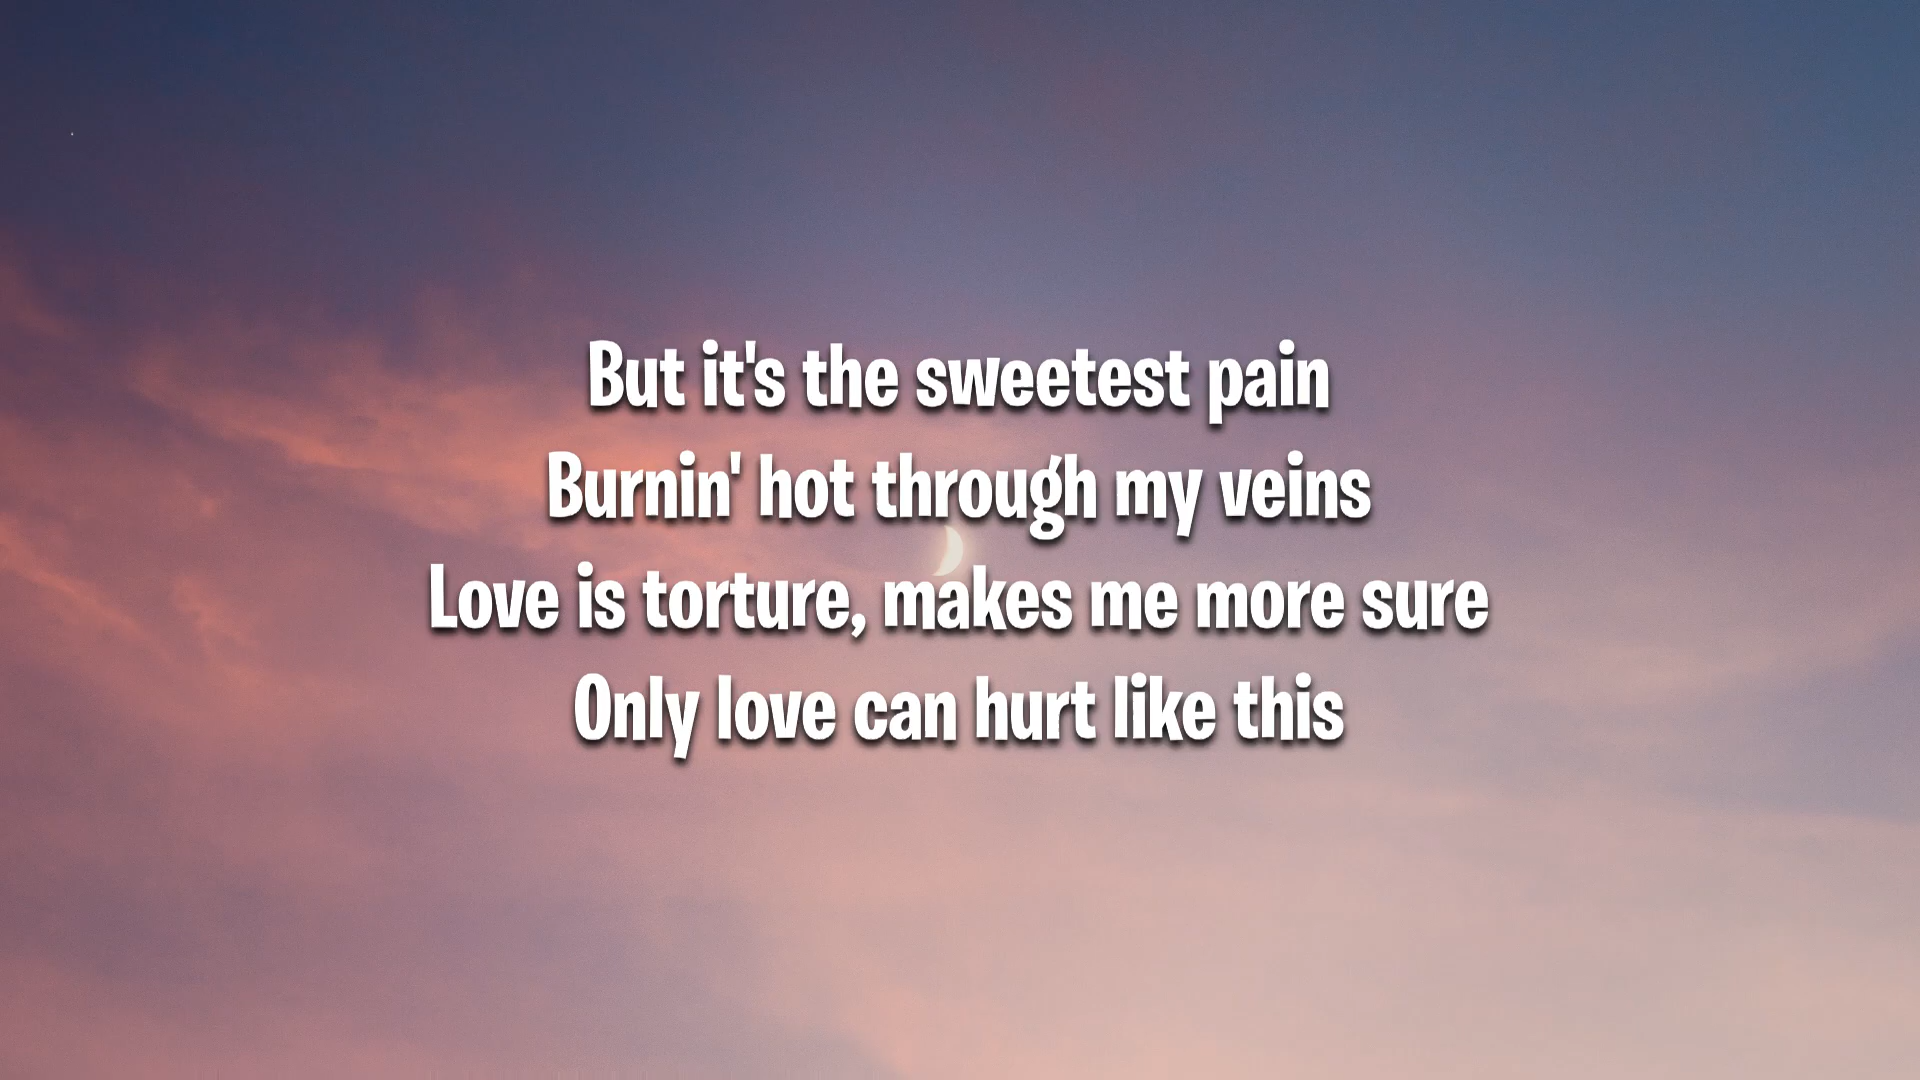 But it's the sweetest pain
Burnin' hot through my veins
Love is torture, makes me more sure
Only love can hurt like this